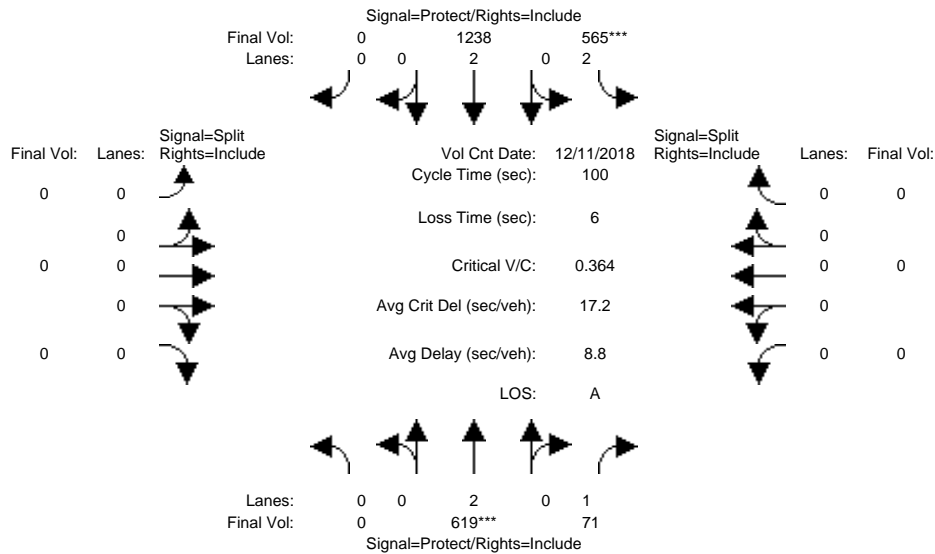 Signal=Protect/Rights=Include
Final Vol: 0 1238 565***
Lanes: 0 0 2 0 2
Signal=Split Signal=Split
Final Vol: Lanes: Rights=Include Vol Cnt Date: 12/11/2018 Rights=Include Lanes: Final Vol:
Cycle Time (sec): 100
0 0 0 0
Loss Time (sec): 6
0 0
0 0 Critical V/C: 0.364 0 0
0 Avg Crit Del (sec/veh): 17.2 0
0 0 Avg Delay (sec/veh): 8.8 0 0
LOS: A
Lanes: 0 0 2 0 1
Final Vol: 0 619*** 71
Signal=Protect/Rights=Include